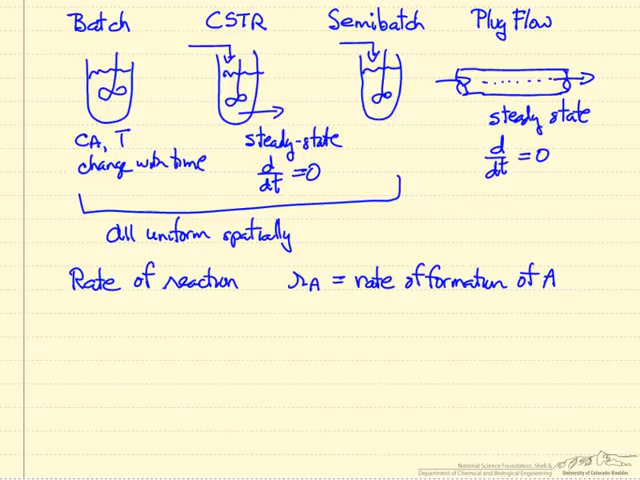 Batch CSTR Semibatch Plug Flow
CA, T steady-state steady state
change with time d/dt = 0 d/dt = 0
all uniform spatially
Rate of reaction rA = rate of formation of A
National Science Foundation, Shell &
Department of Chemical and Biological Engineering University of Colorado Boulder